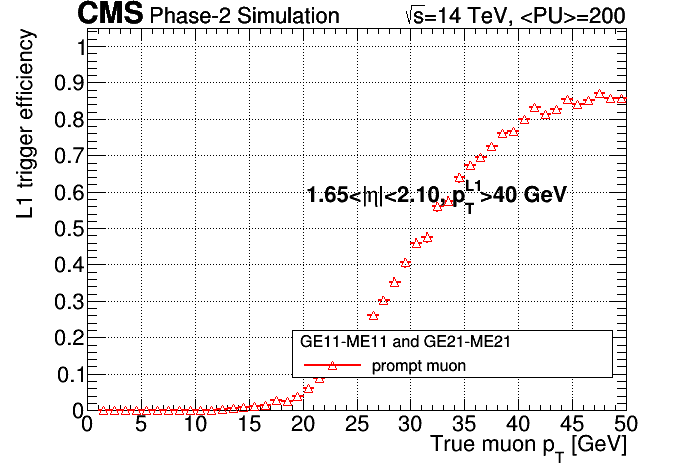 CMS Phase-2 Simulation √s=14 TeV, <PU>=200
L1 trigger efficiency
1
0.9
0.8
0.7
0.6
0.5
0.4
0.3
0.2
0.1
0
1.65<|η|<2.10, p_T^L1>40 GeV
GE11-ME11 and GE21-ME21
prompt muon
0 5 10 15 20 25 30 35 40 45 50
True muon p_T [GeV]